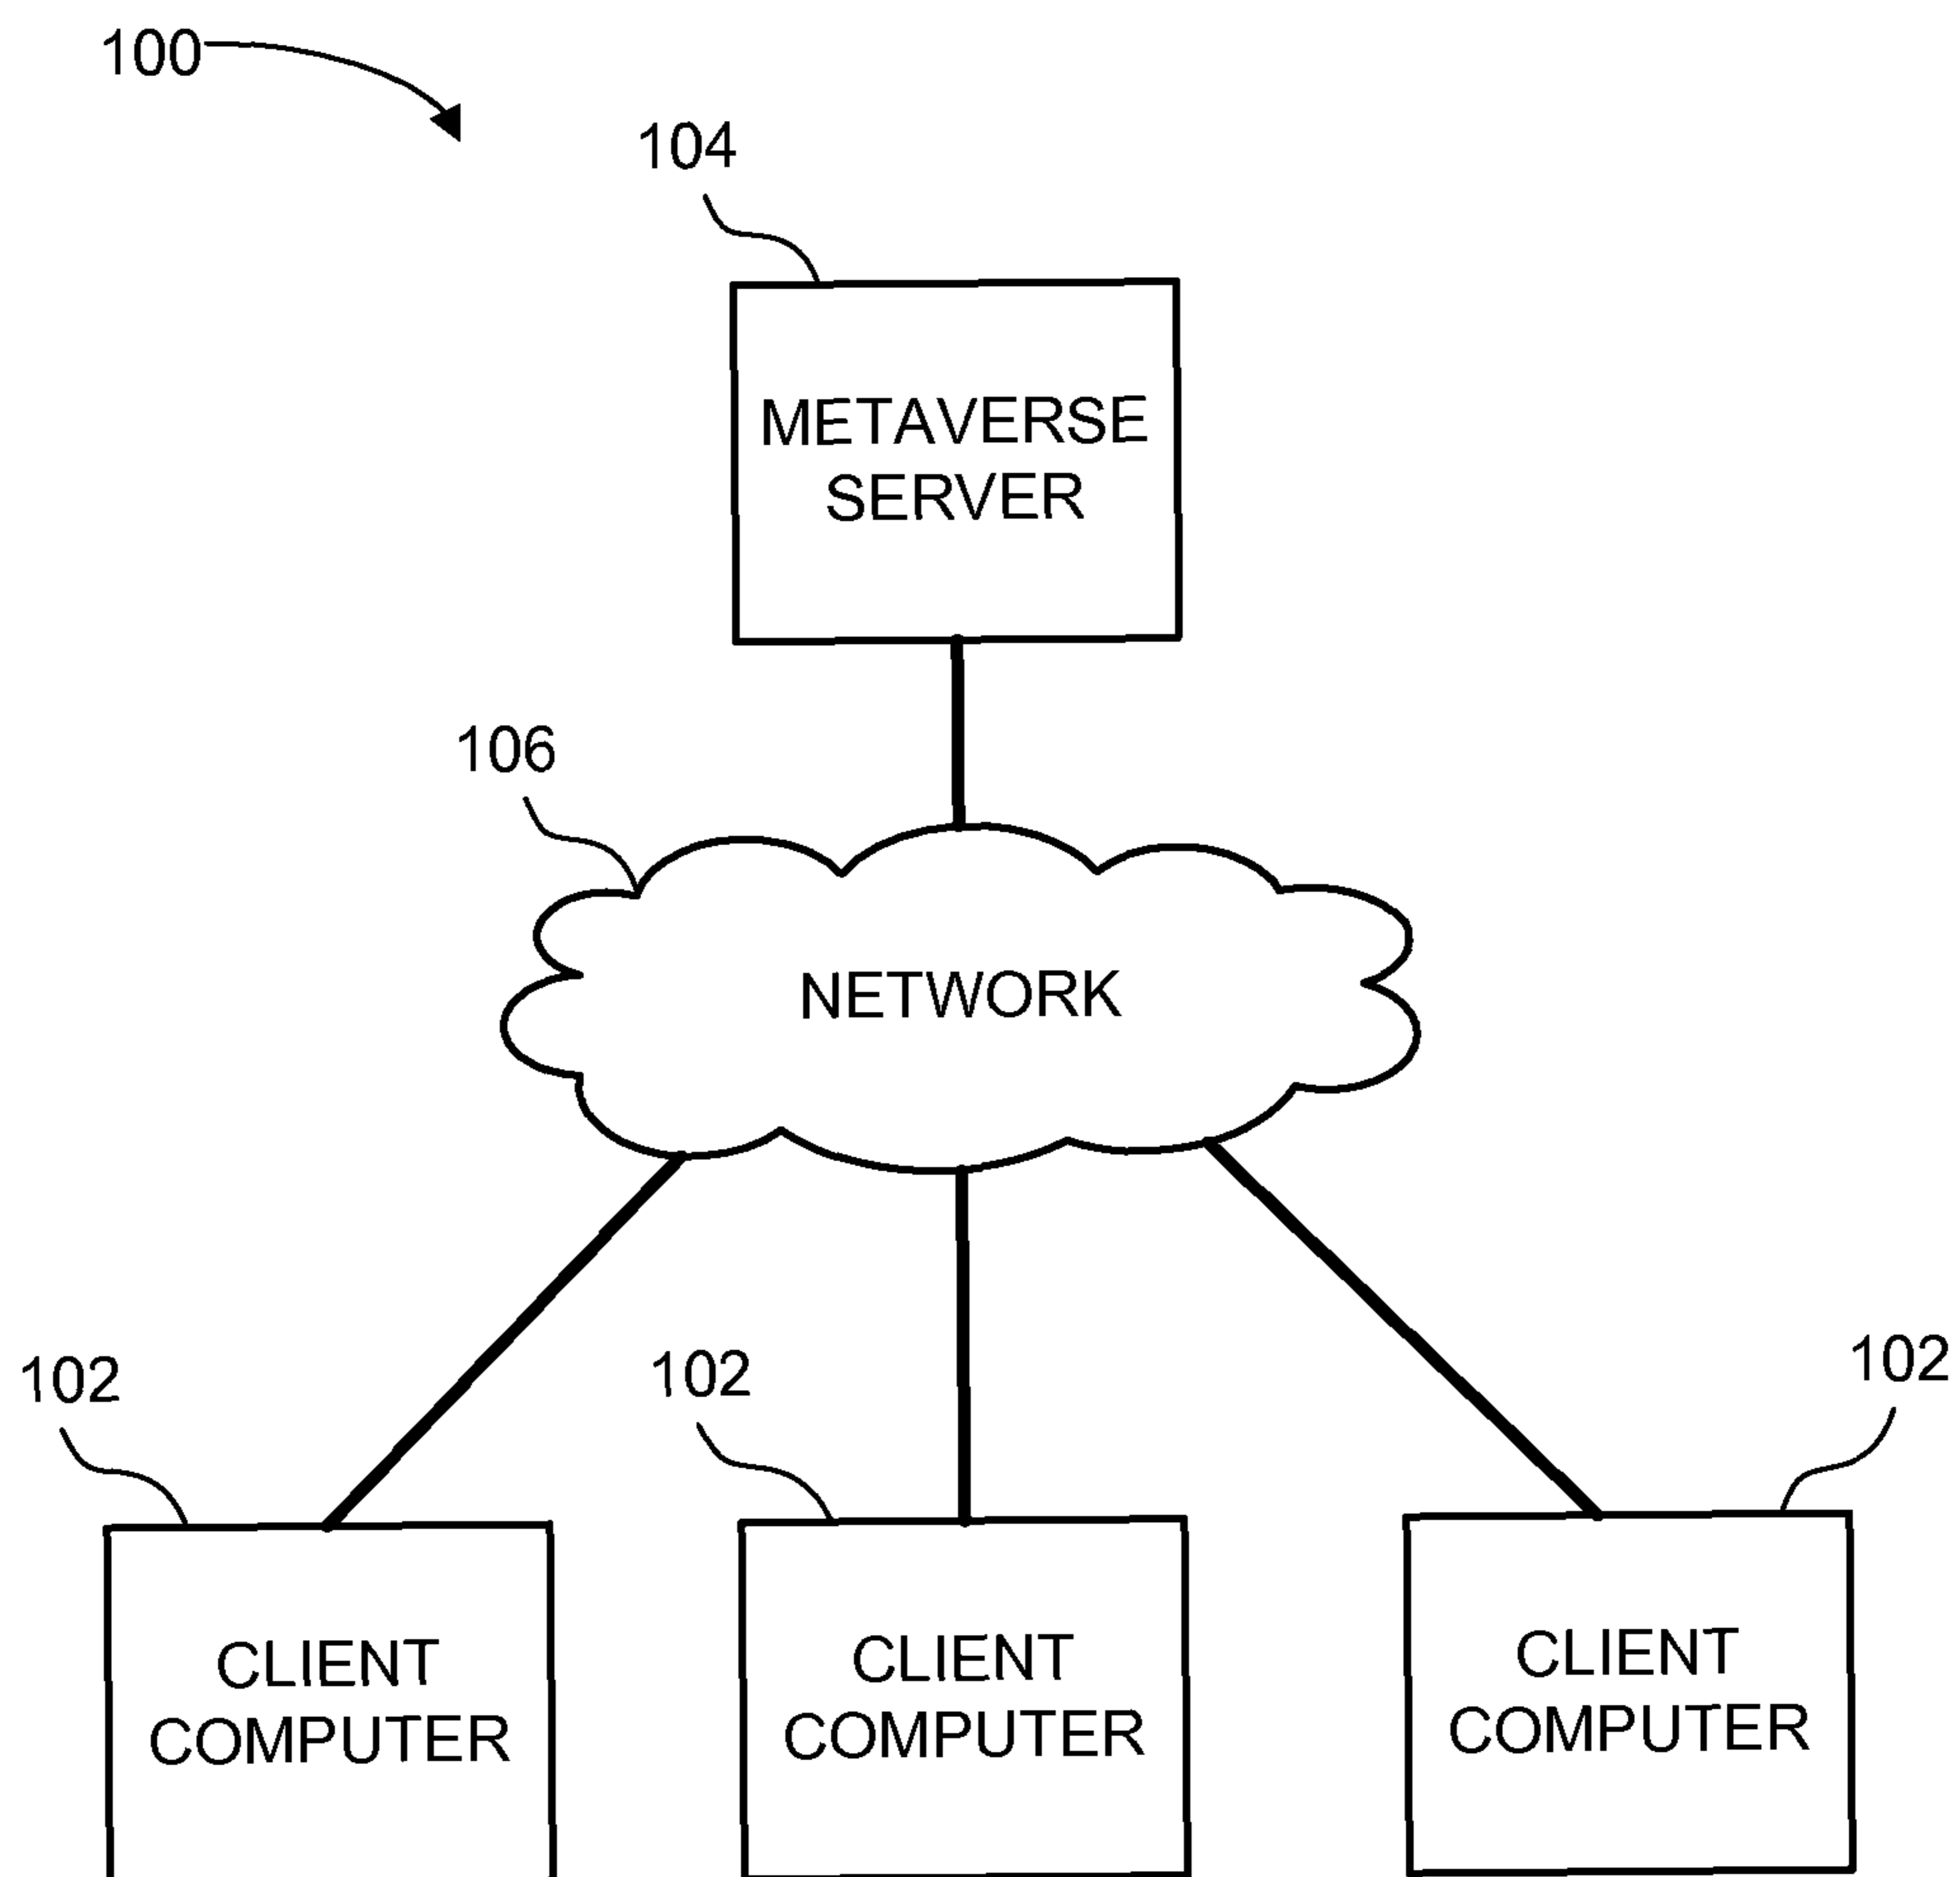 100
104
METAVERSE
SERVER
106
NETWORK
102
102
102
CLIENT
COMPUTER
CLIENT
COMPUTER
CLIENT
COMPUTER